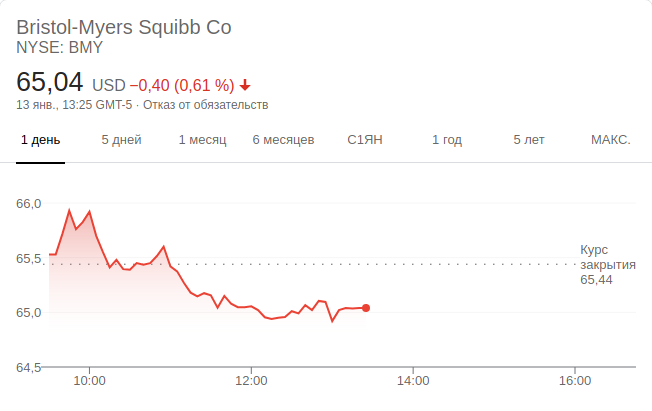 Bristol-Myers Squibb Co
NYSE: BMY
65,04 USD −0,40 (0,61 %)
13 янв., 13:25 GMT-5 · Отказ от обязательств
1 день 5 дней 1 месяц 6 месяцев С1ЯН 1 год 5 лет МАКС.
66,0
65,5
65,0
64,5
Курс
закрытия
65,44
10:00 12:00 14:00 16:00